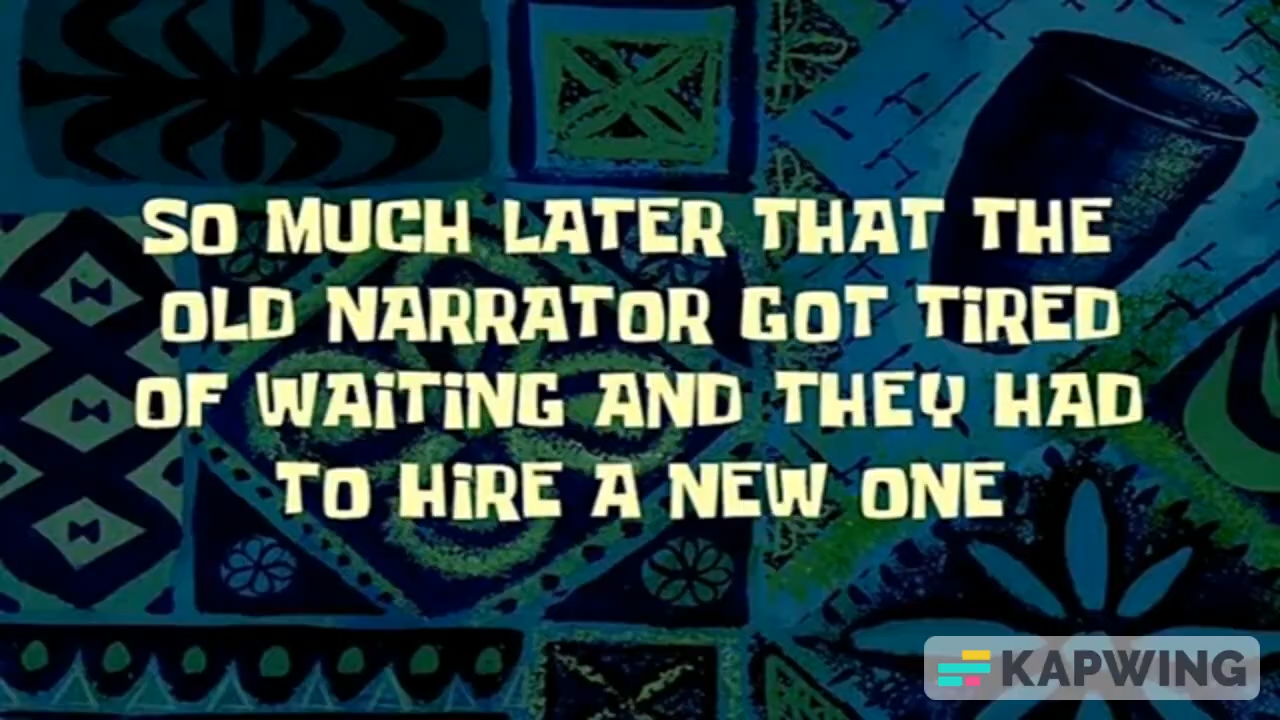 SO MUCH LATER THAT THE
OLD NARRATOR GOT TiRED
OF WAiTiNG AND THEY HAD
TO HiRE A NEW ONE
KAPWING